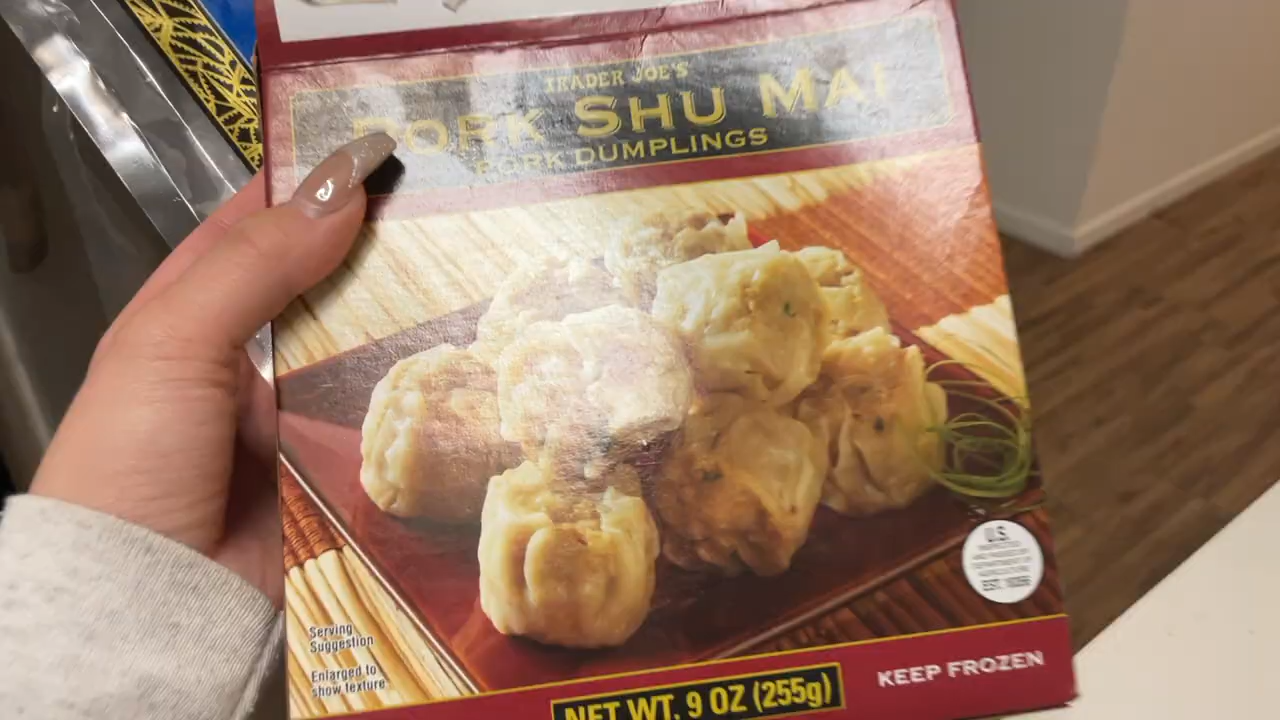 TRADER JOE'S
PORK SHU MAI
PORK DUMPLINGS
U.S.
Serving
Suggestion
Enlarged to
show texture
KEEP FROZEN
NET WT. 9 OZ (255g)